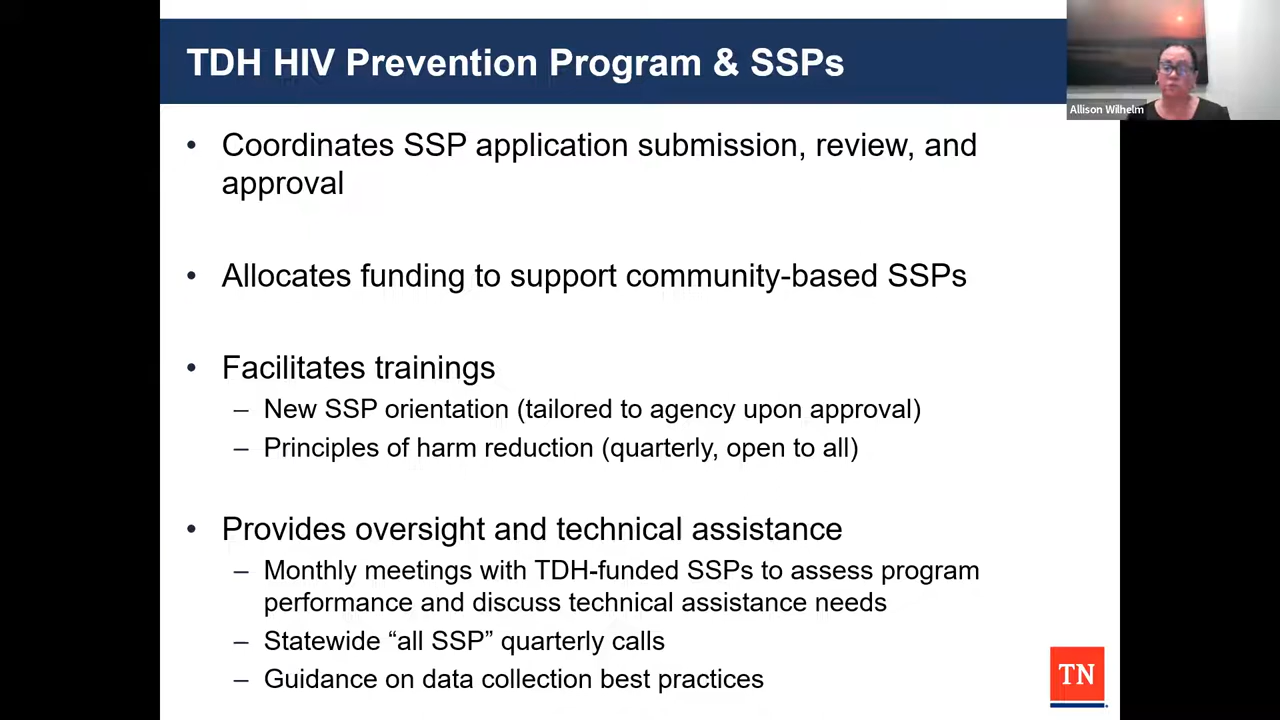 TDH HIV Prevention Program & SSPs
Allison Wilhelm
• Coordinates SSP application submission, review, and
approval
• Allocates funding to support community-based SSPs
• Facilitates trainings
– New SSP orientation (tailored to agency upon approval)
– Principles of harm reduction (quarterly, open to all)
• Provides oversight and technical assistance
– Monthly meetings with TDH-funded SSPs to assess program
performance and discuss technical assistance needs
– Statewide “all SSP” quarterly calls
– Guidance on data collection best practices
TN